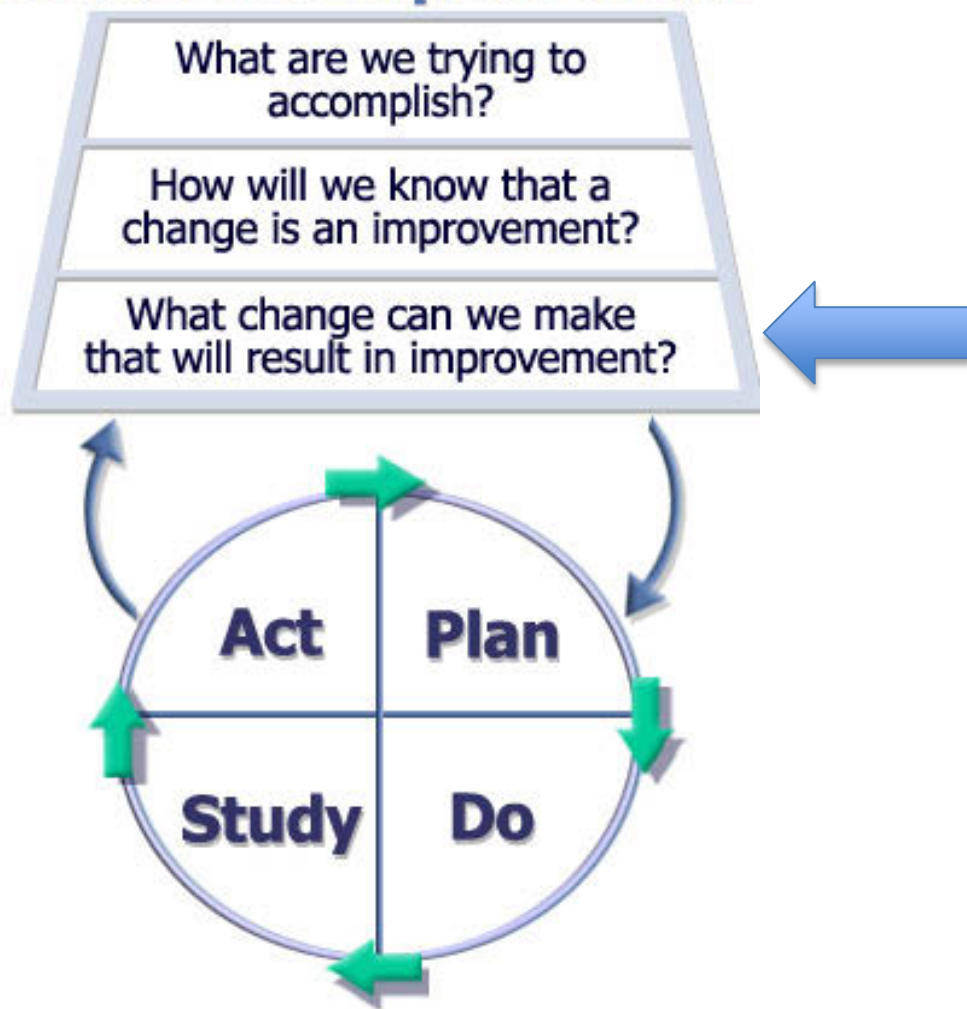 What are we trying to
accomplish?
How will we know that a
change is an improvement?
What change can we make
that will result in improvement?
Act
Plan
Study
Do